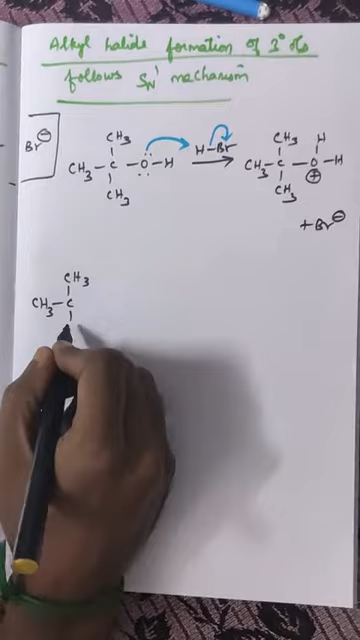 Alkyl halide formation of 3°
follows SN1 mechanism
Br⊖
CH3 CH3 H
CH3-C-O-H H-Br → CH3-C-O-H
CH3 CH3 ⊕
+Br⊖
CH3
CH3-C